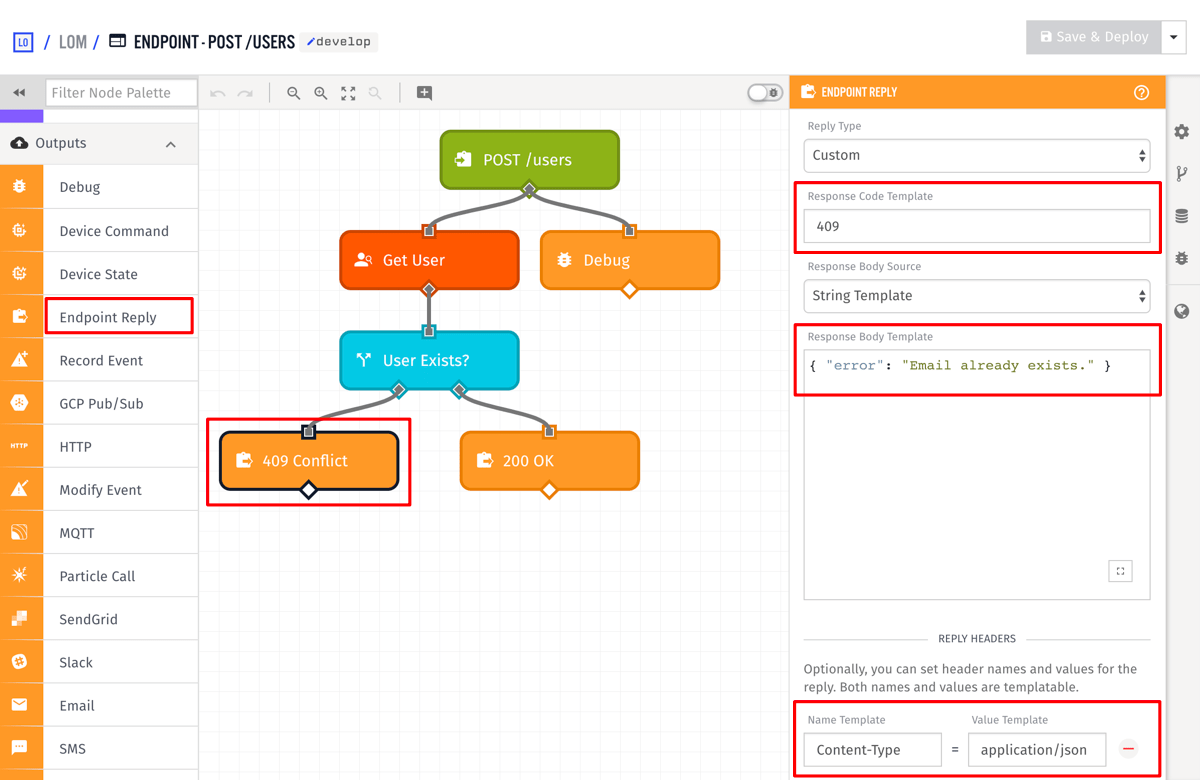 LO / LOM / ENDPOINT - POST /USERS develop
Save & Deploy
Filter Node Palette
Outputs
Debug
Device Command
Device State
Endpoint Reply
Record Event
GCP Pub/Sub
HTTP HTTP
Modify Event
MQTT
Particle Call
SendGrid
Slack
Email
SMS
POST /users
Get User
Debug
User Exists?
409 Conflict
200 OK
ENDPOINT REPLY
Reply Type
Custom
Response Code Template
409
Response Body Source
String Template
Response Body Template
{ "error": "Email already exists." }
REPLY HEADERS
Optionally, you can set header names and values for the
reply. Both names and values are templatable.
Name Template Value Template
Content-Type = application/json